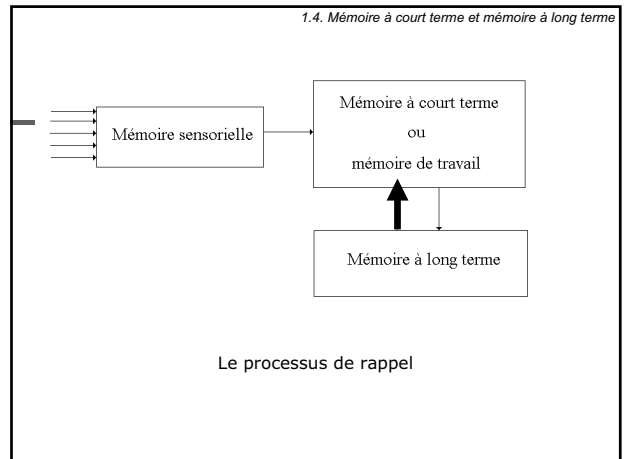 1.4. Mémoire à court terme et mémoire à long terme
Mémoire sensorielle
Mémoire à court terme
ou
mémoire de travail
Mémoire à long terme
Le processus de rappel